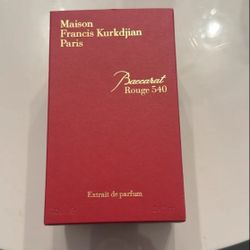 Maison
Francis Kurkdjian
Paris
Baccarat
Rouge 540
Extrait de parfum